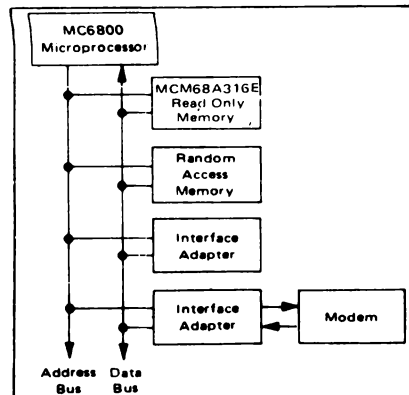 MC6800
Microprocessor
MCM68A316E
Read Only
Memory
Random
Access
Memory
Interface
Adapter
Interface
Adapter
Modem
Address
Bus
Data
Bus